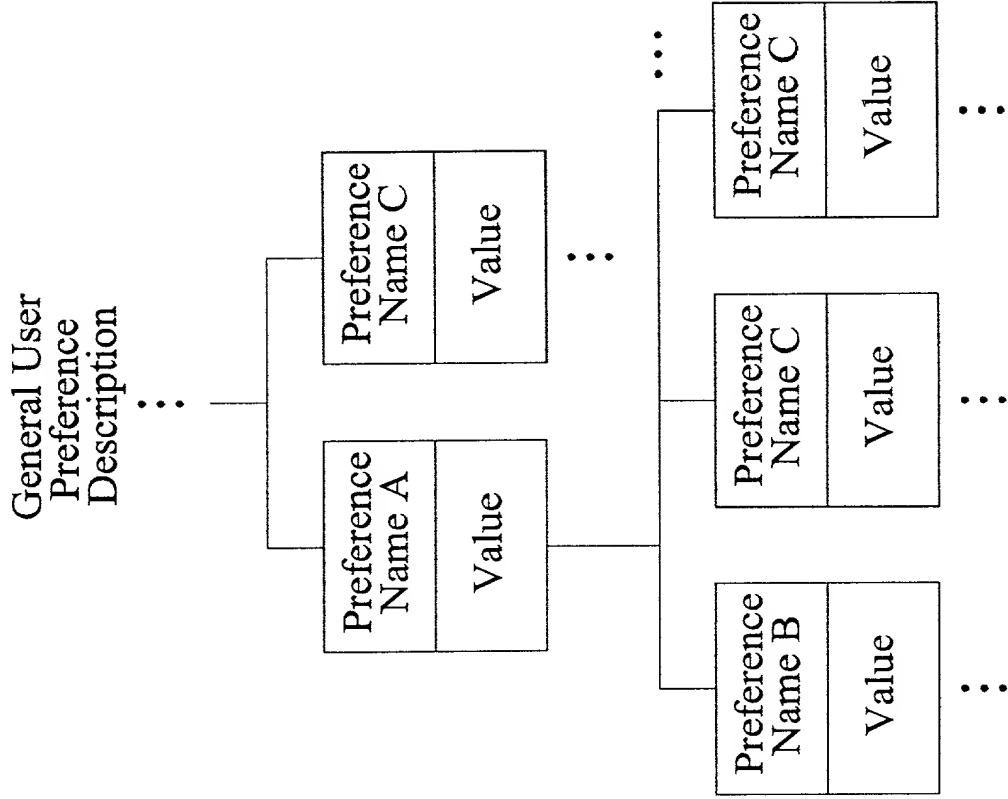 General User
Preference
Description
Preference
Name A
Value
Preference
Name C
Value
Preference
Name B
Value
Preference
Name C
Value
Preference
Name C
Value